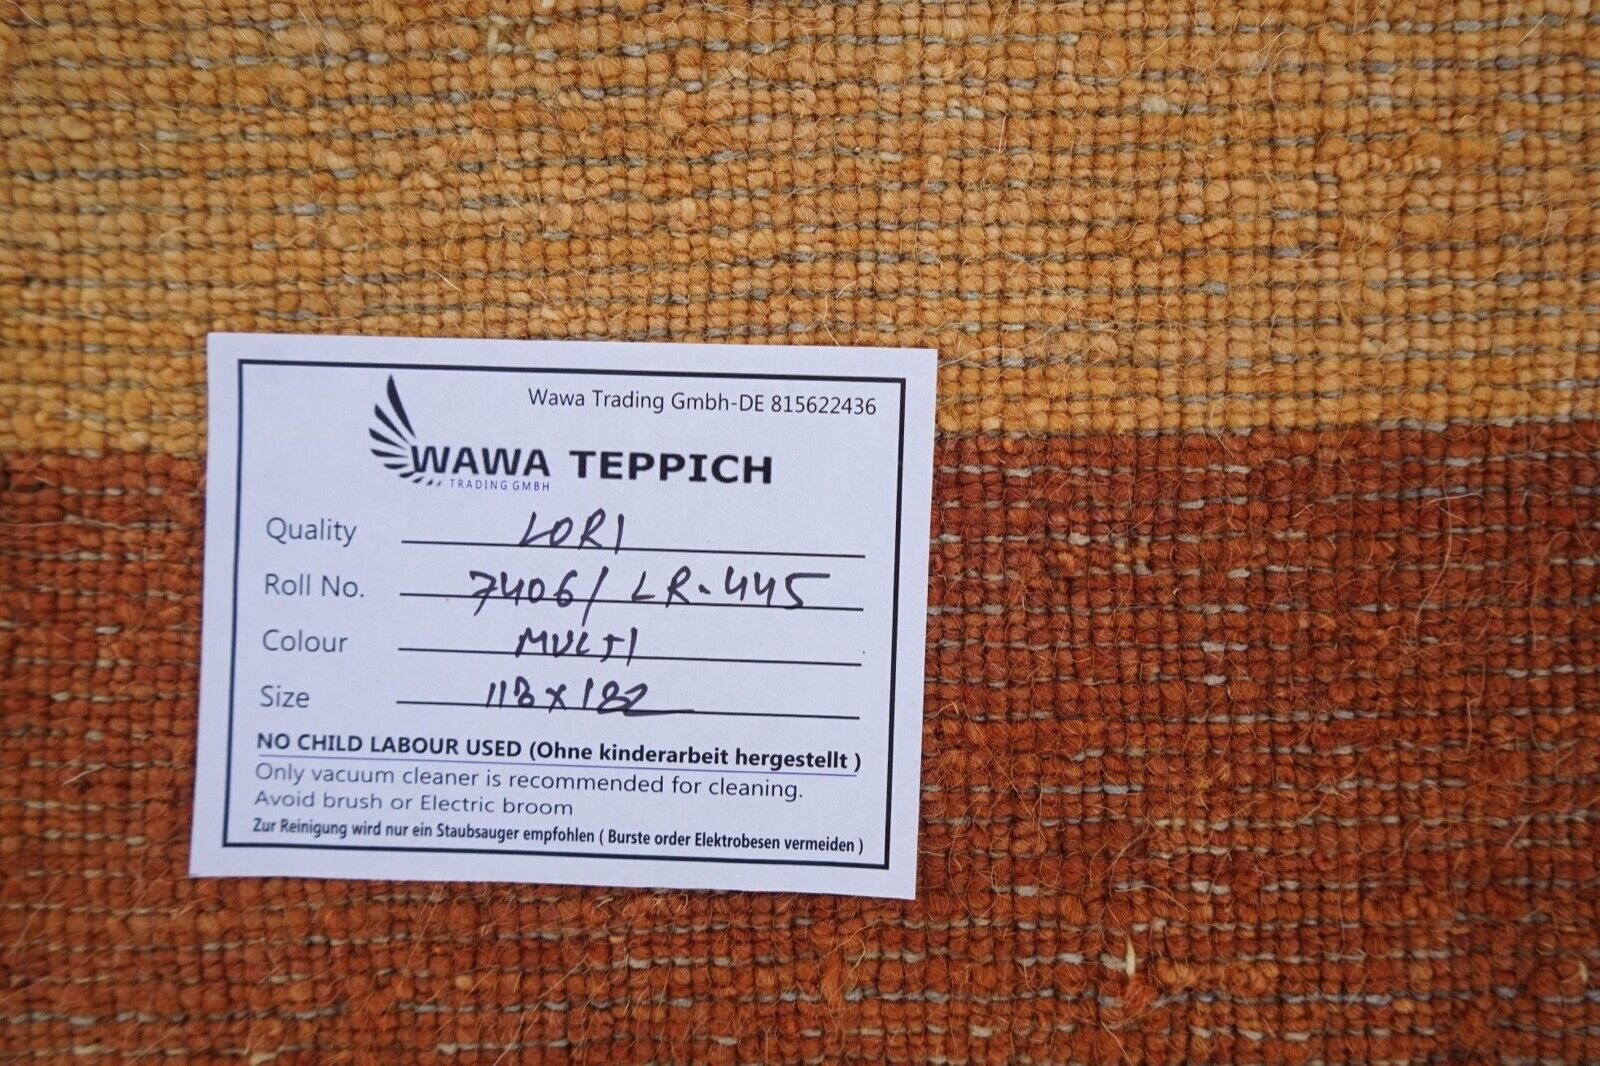 Wawa Trading Gmbh-DE 815622436
WAWA TEPPICH
TRADING GMBH
Quality LORI
Roll No. 7406/ LR-445
Colour MULTI
Size 118x182
NO CHILD LABOUR USED (Ohne kinderarbeit hergestellt )
Only vacuum cleaner is recommended for cleaning.
Avoid brush or Electric broom
Zur Reinigung wird nur ein Staubsauger empfohlen ( Burste order Elektrobesen vermeiden )